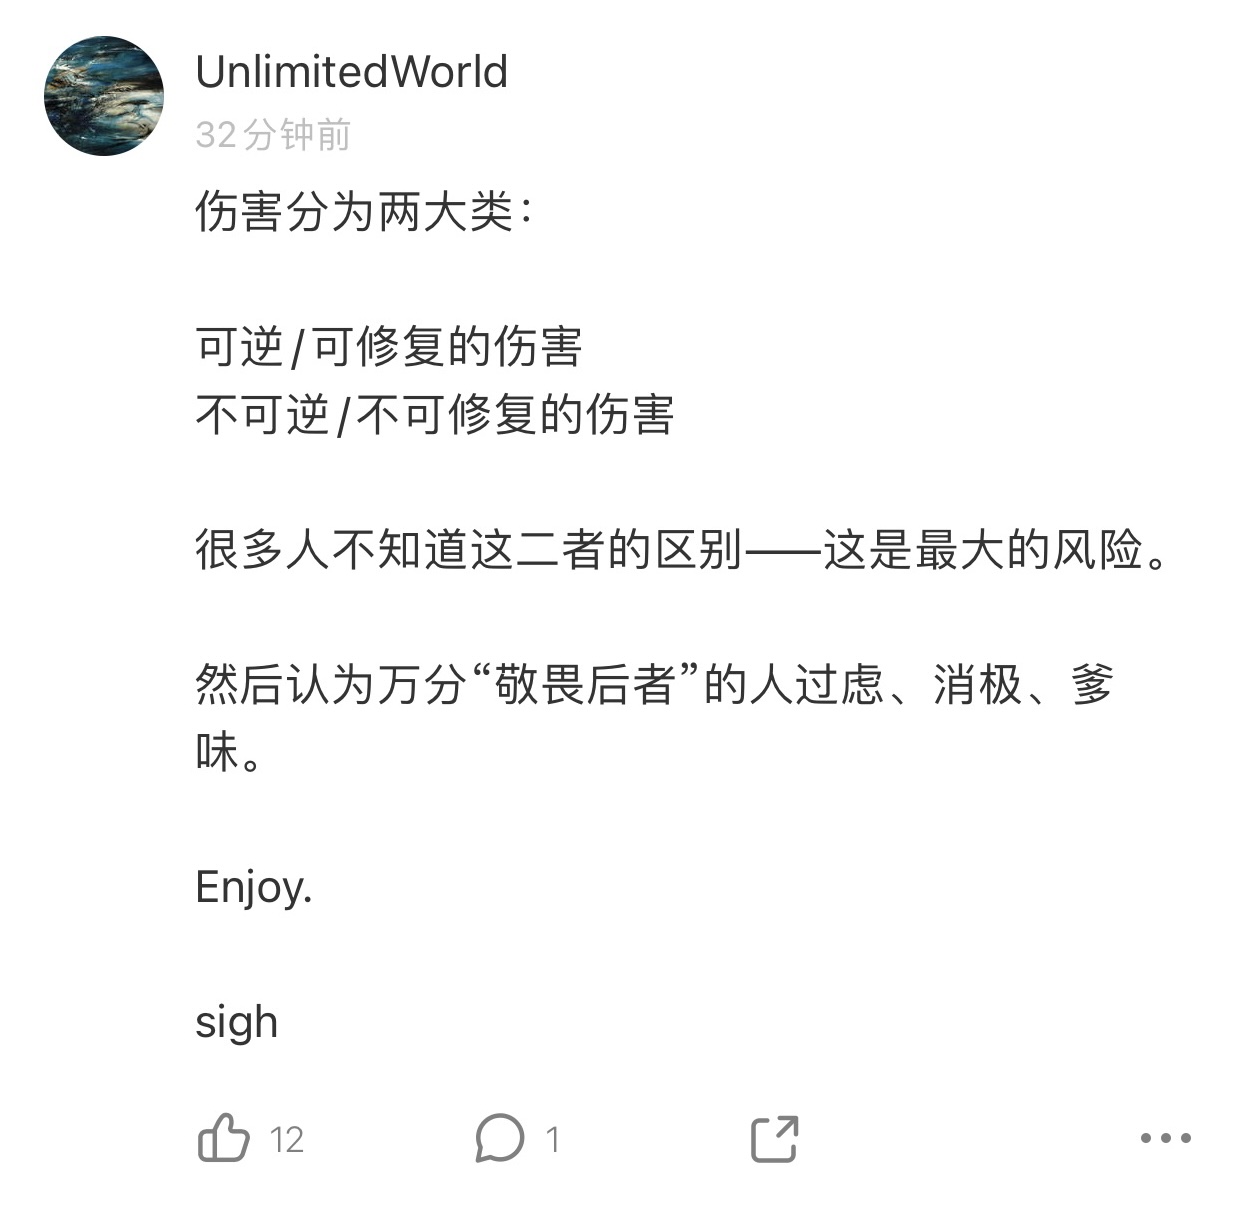 UnlimitedWorld
32分钟前
伤害分为两大类：
可逆/可修复的伤害
不可逆/不可修复的伤害
很多人不知道这二者的区别——这是最大的风险。
然后认为万分“敬畏后者”的人过虑、消极、爹
味。
Enjoy.
sigh
12
1